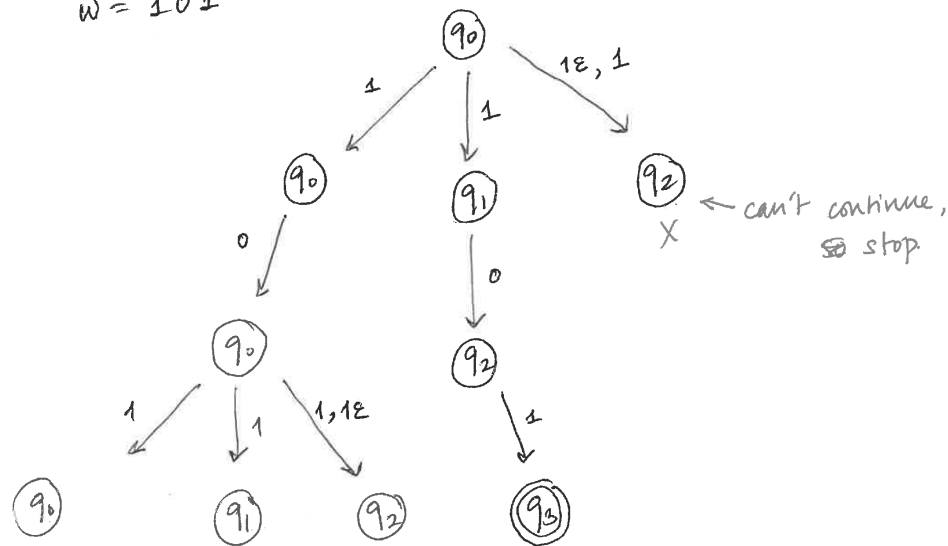 w = 101
q0
1
1
1ε, 1
q0
q1
q2
← can't continue,
X
so stop.
0
0
q0
q2
1
1
1, 1ε
1
q0
q1
q2
q3